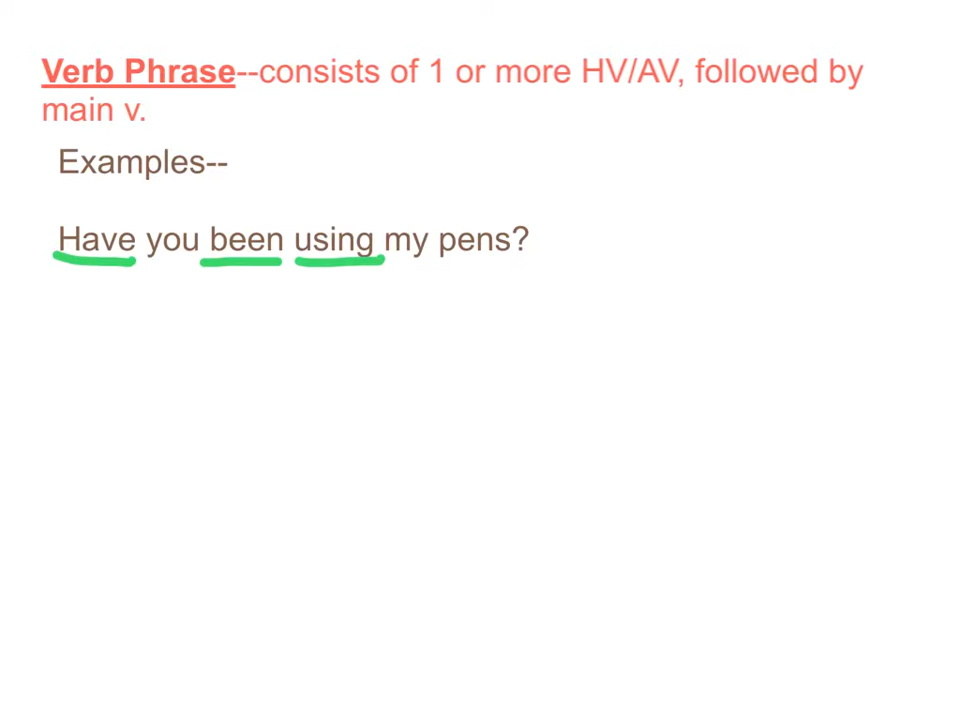 Verb Phrase--consists of 1 or more HV/AV, followed by
main v.
Examples--
Have you been using my pens?